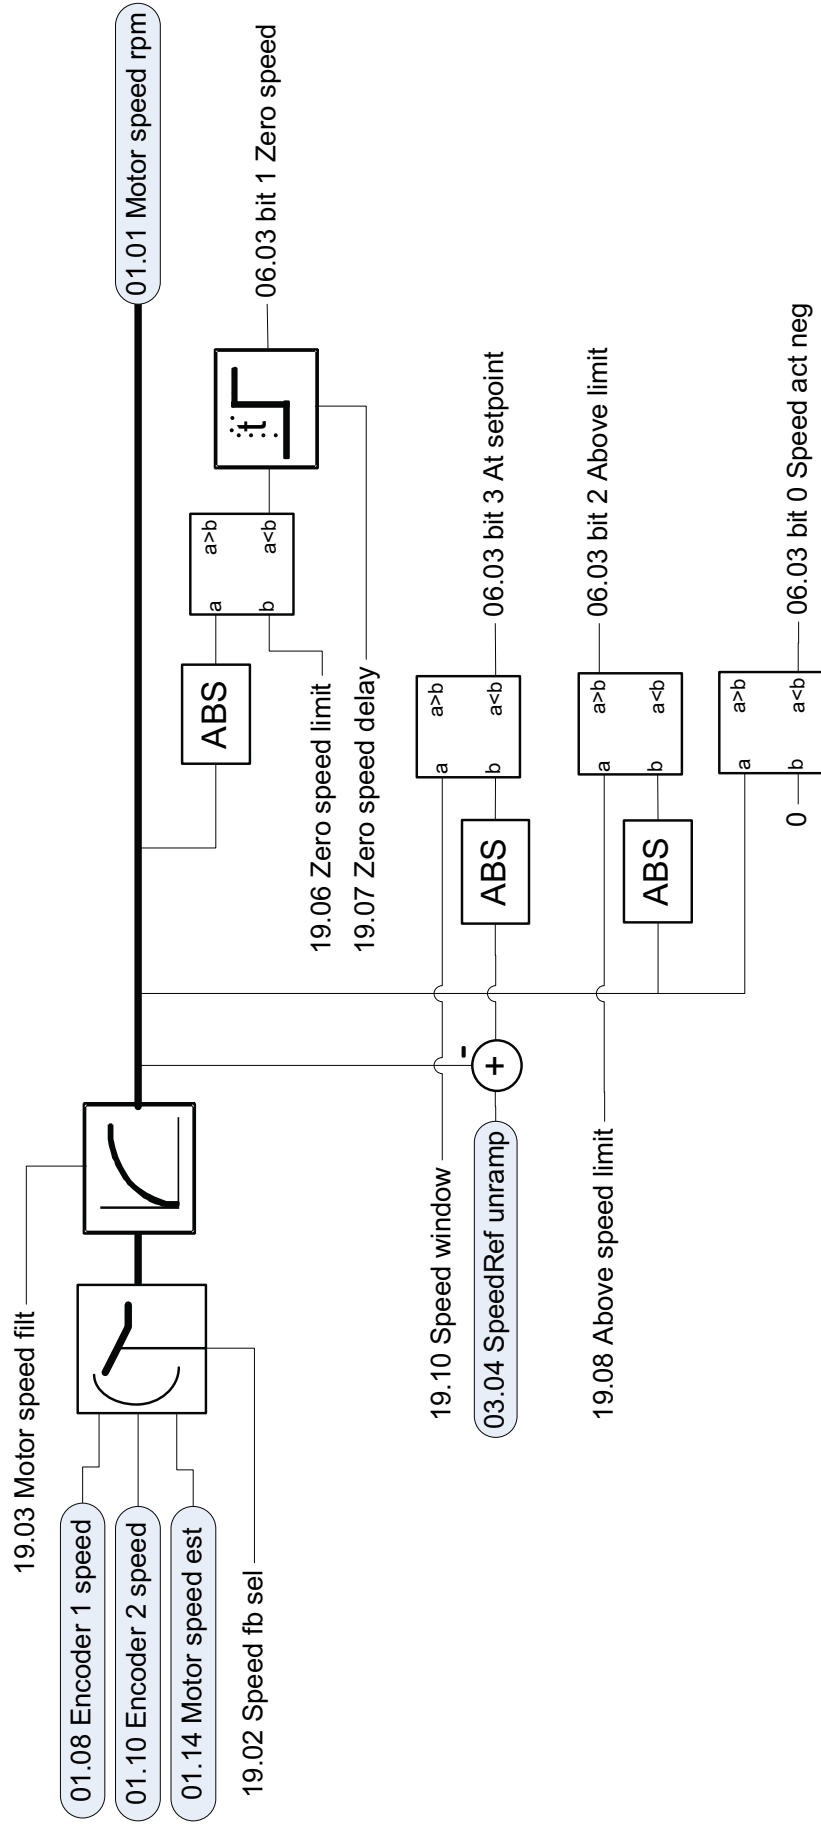 19.03 Motor speed filt
01.08 Encoder 1 speed
01.10 Encoder 2 speed
01.14 Motor speed est
19.02 Speed fb sel
01.01 Motor speed rpm
ABS
a
b
a>b
a<b
t
06.03 bit 1 Zero speed
19.06 Zero speed limit
19.07 Zero speed delay
19.10 Speed window
03.04 SpeedRef unramp
+
-
ABS
a
b
a>b
a<b
06.03 bit 3 At setpoint
19.08 Above speed limit
ABS
a
b
a>b
a<b
06.03 bit 2 Above limit
0
a
b
a>b
a<b
06.03 bit 0 Speed act neg